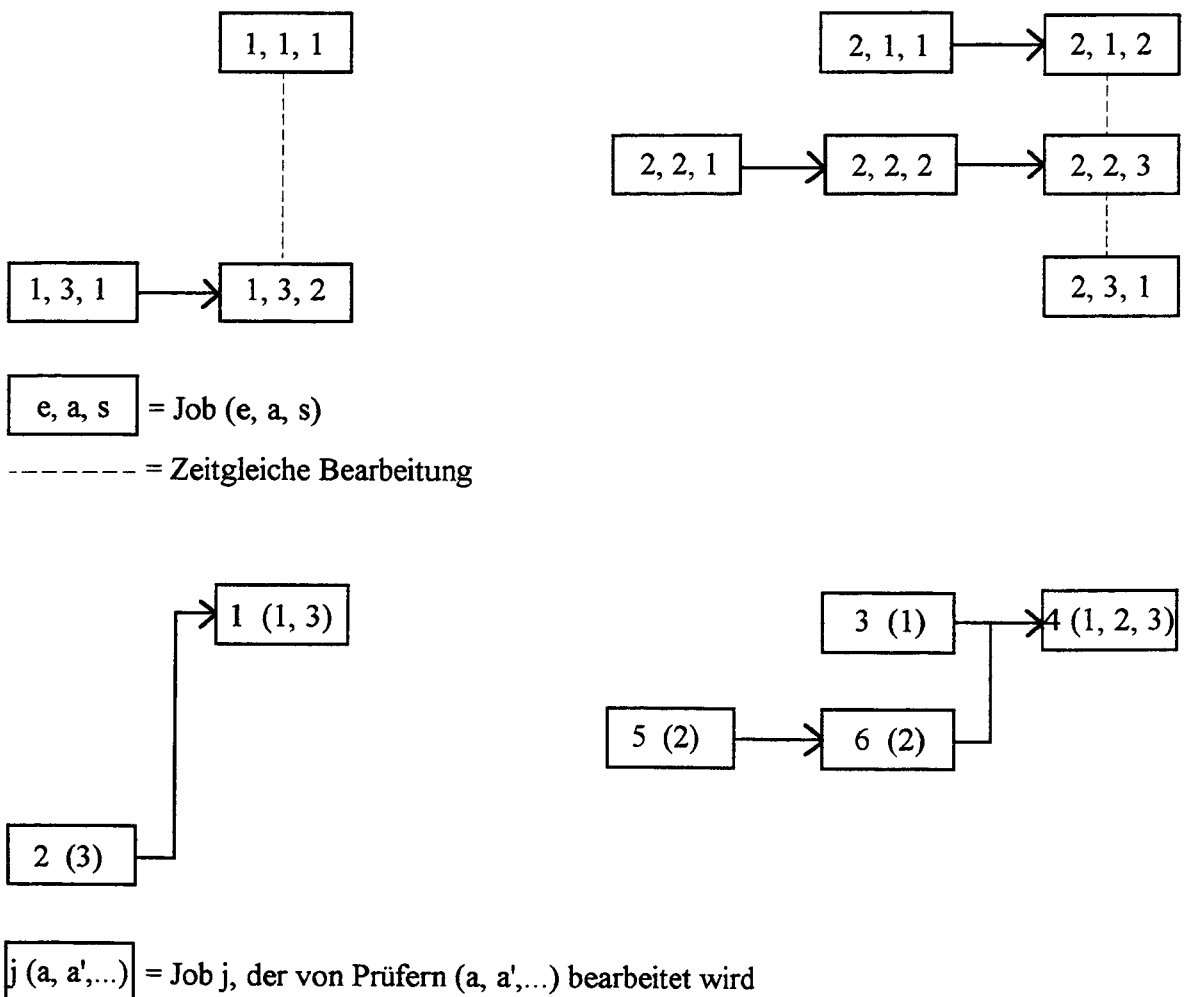 1, 1, 1
2, 1, 1
2, 1, 2
2, 2, 1
2, 2, 2
2, 2, 3
1, 3, 1
1, 3, 2
2, 3, 1
e, a, s = Job (e, a, s)
------- = Zeitgleiche Bearbeitung
1 (1, 3)
3 (1)
4 (1, 2, 3)
5 (2)
6 (2)
2 (3)
j (a, a',...) = Job j, der von Prüfern (a, a',...) bearbeitet wird